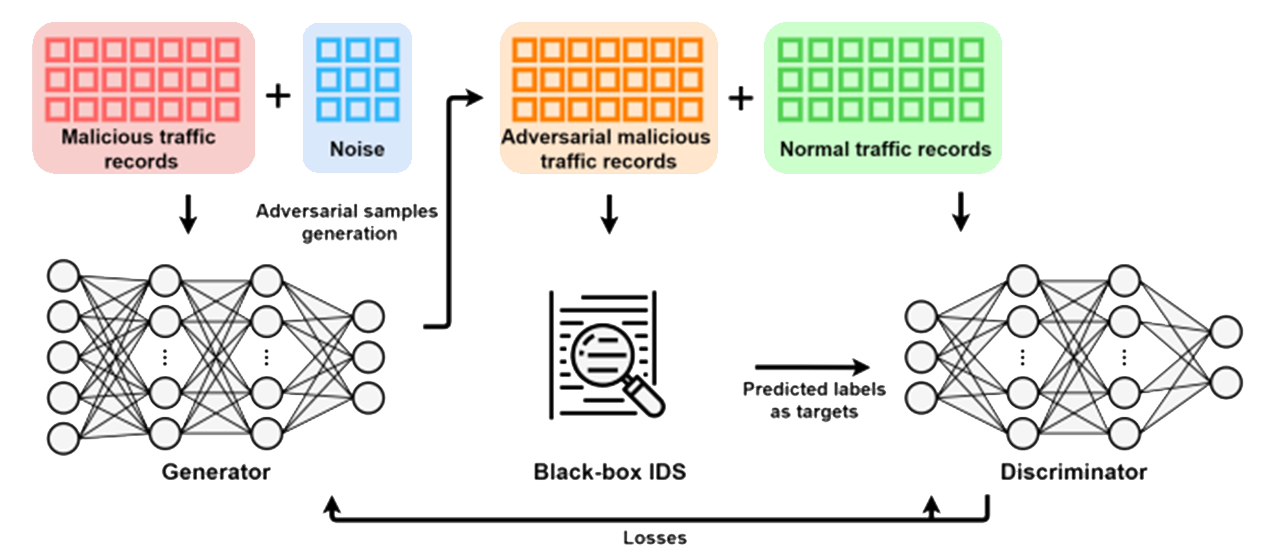 Malicious traffic
records
+
Noise
Adversarial malicious
traffic records
+
Normal traffic records
Adversarial samples
generation
Predicted labels
as targets
Generator
Black-box IDS
Discriminator
Losses